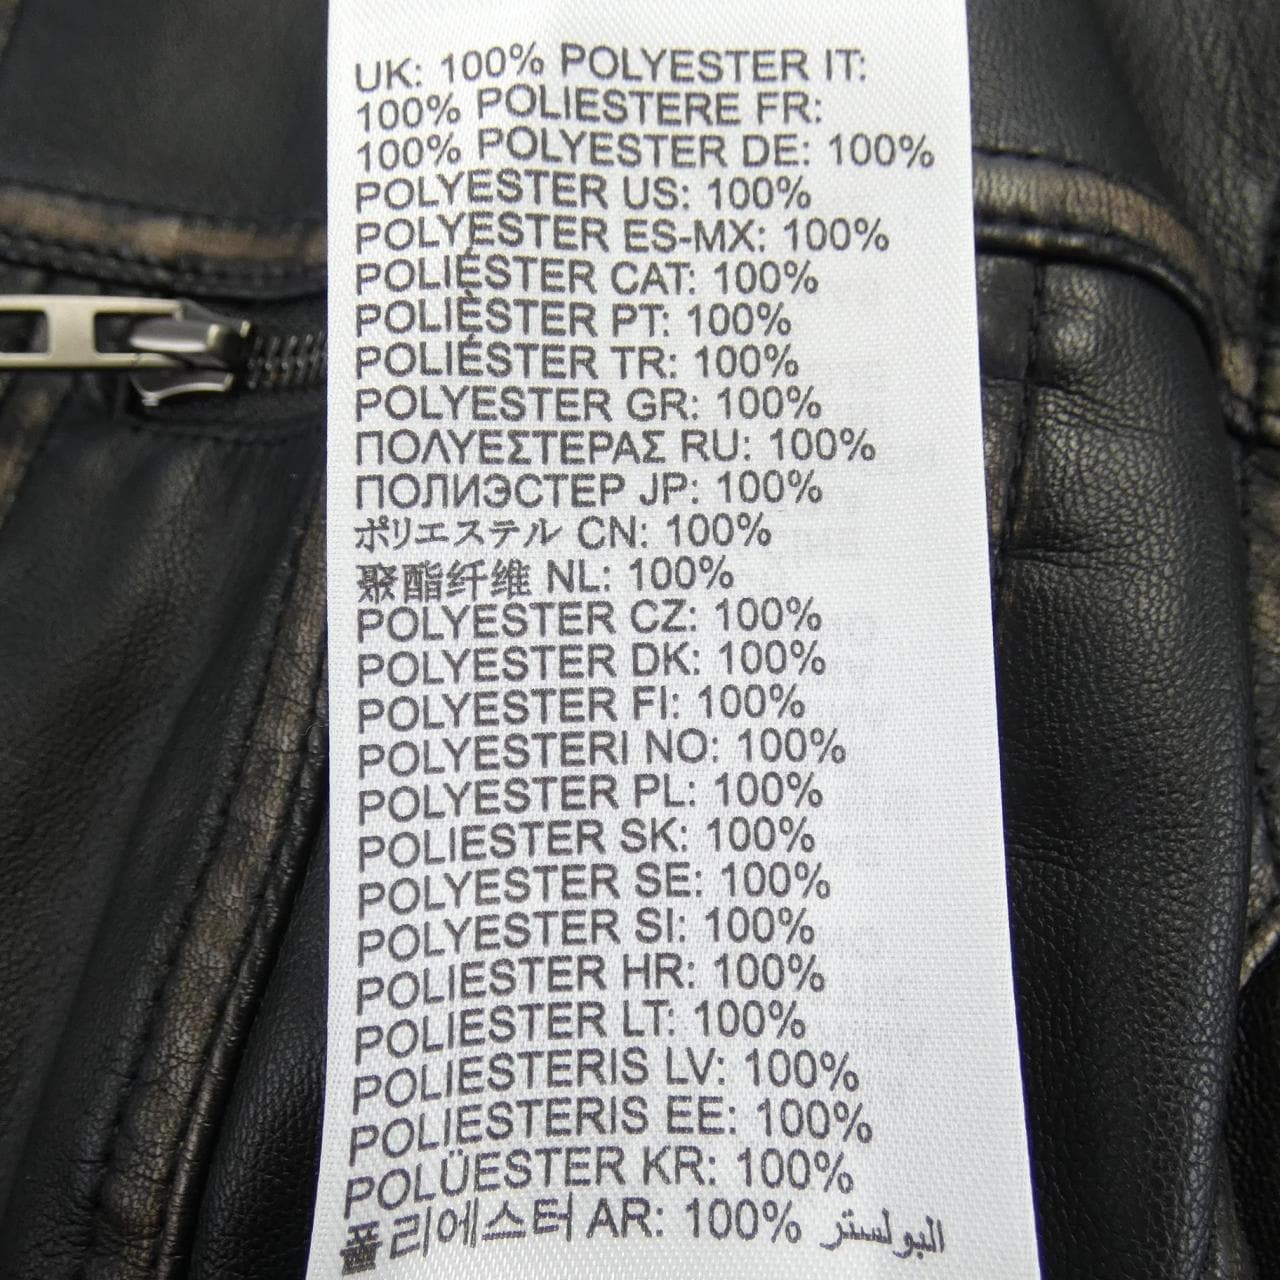 UK: 100% POLYESTER IT:
100% POLIESTERE FR:
100% POLYESTER DE: 100%
POLYESTER US: 100%
POLYESTER ES-MX: 100%
POLIÉSTER CAT: 100%
POLIÈSTER PT: 100%
POLIÉSTER TR: 100%
POLYESTER GR: 100%
ΠΟΛΥΕΣΤΕΡΑΣ RU: 100%
ПОЛИЭСТЕР JP: 100%
ポリエステル CN: 100%
聚酯纤维 NL: 100%
POLYESTER CZ: 100%
POLYESTER DK: 100%
POLYESTER FI: 100%
POLYESTERI NO: 100%
POLYESTER PL: 100%
POLIESTER SK: 100%
POLYESTER SE: 100%
POLYESTER SI: 100%
POLIESTER HR: 100%
POLIESTER LT: 100%
POLIESTERIS LV: 100%
POLIESTERIS EE: 100%
POLÜESTER KR: 100%
폴리에스터 AR: 100% البولستر